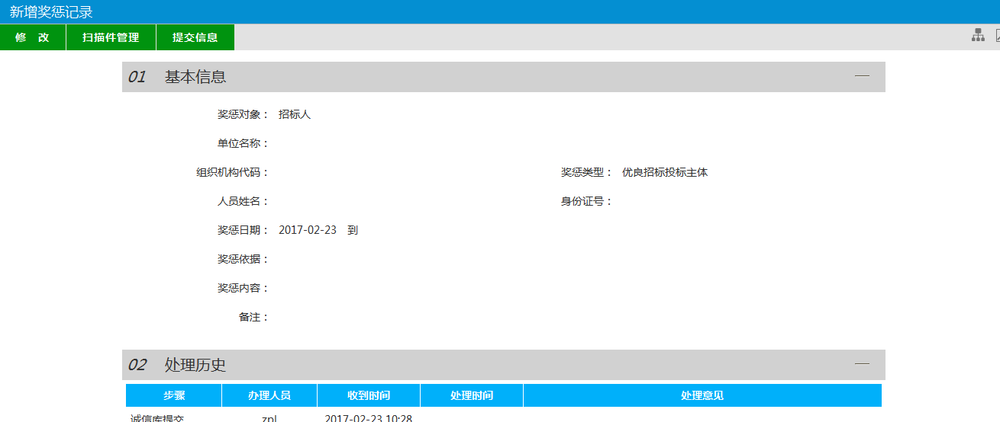 新增奖惩记录
修 改 扫描件管理 提交信息
01 基本信息
奖惩对象： 招标人
单位名称：
组织机构代码： 奖惩类型： 优良招标投标主体
人员姓名： 身份证号：
奖惩日期： 2017-02-23 到
奖惩依据：
奖惩内容：
备注：
02 处理历史
步骤 办理人员 收到时间 处理时间 处理意见
诚信库提交 zpl 2017-02-23 10:28